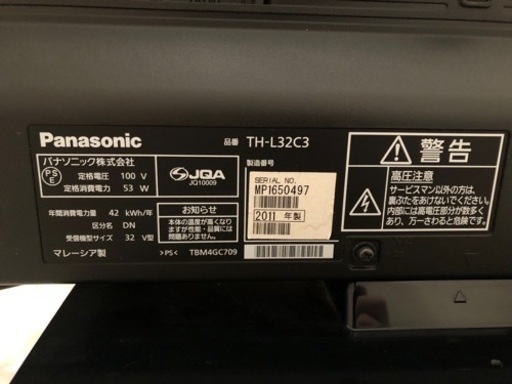 Panasonic
品番 TH-L32C3
パナソニック株式会社
PS
E
定格電圧 100 V
定格消費電力 53 W
JQA
JQ10009
製造番号
SERIAL NO.
MP1650497
2011 年製
年間消費電力量 42 kWh/年
区分名 DN
受信機型サイズ 32 V型
マレーシア製
お知らせ
本体の温度が高くなり
ますが性能・品質には
問題ありません。
>PS< TBM4GC709
警告
高圧注意
サービスマン以外の方は、
裏ぶたをあけないでください。
内部には高電圧部分が数多く
あり、万一さわると危険です。